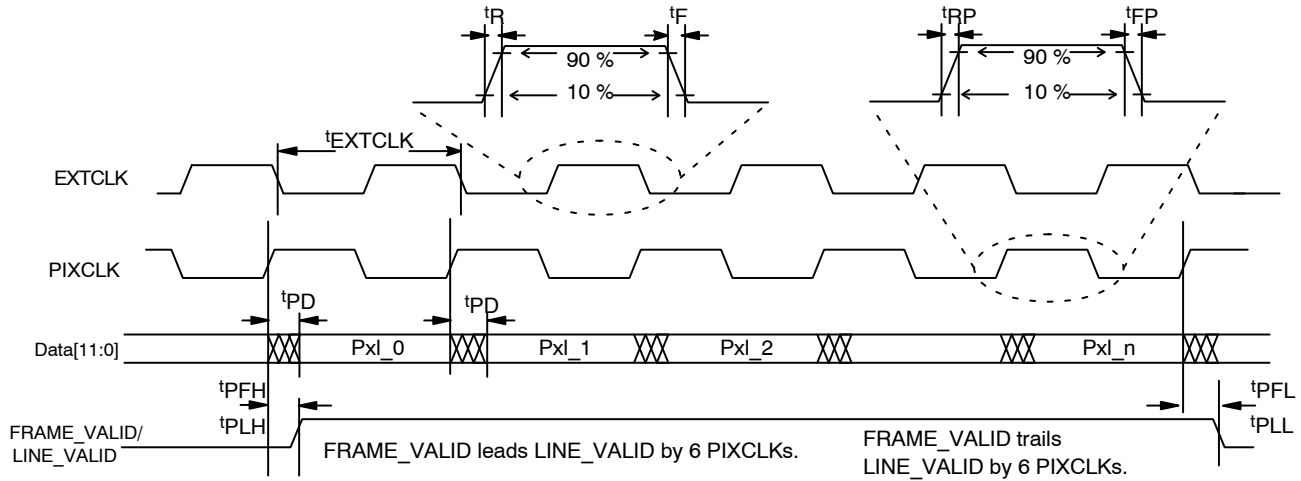 tR
tF
tRP
tFP
90 %
90 %
10 %
10 %
tEXTCLK
EXTCLK
PIXCLK
tPD
tPD
Data[11:0]
Pxl_0
Pxl_1
Pxl_2
Pxl_n
tPFH
tPFL
tPLH
tPLL
FRAME_VALID/
LINE_VALID
FRAME_VALID leads LINE_VALID by 6 PIXCLKs.
FRAME_VALID trails
LINE_VALID by 6 PIXCLKs.